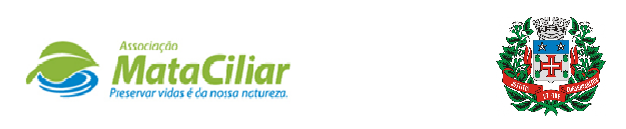 Associação
MataCiliar
Preservar vidas é da nossa natureza.